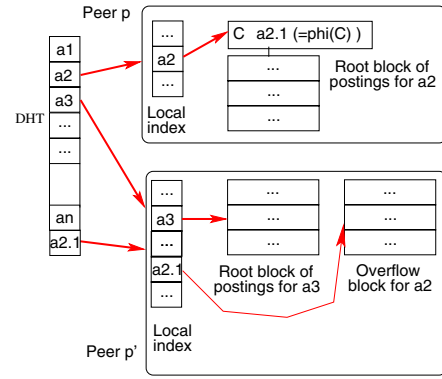 Peer p
DHT
a1
a2
a3
...
...
an
a2.1
...
a2
...
Local
index
C a2.1 (=phi(C) )
...
...
...
Root block of
postings for a2
...
a3
...
a2.1
...
Local
index
...
...
...
Root block of
postings for a3
...
...
...
Overflow
block for a2
Peer p'